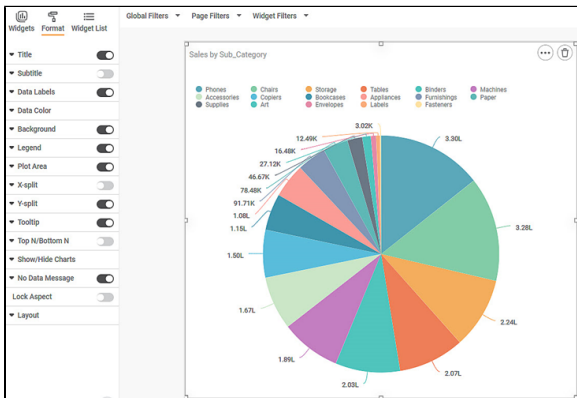 Widgets Format Widget List
Global Filters Page Filters Widget Filters
Title
Subtitle
Data Labels
Data Color
Background
Legend
Plot Area
X-split
Y-split
Tooltip
Top N/Bottom N
Show/Hide Charts
No Data Message
Lock Aspect
Layout
Sales by Sub_Category
Phones Chairs Storage Tables Binders Machines
Accessories Copiers Bookcases Appliances Furnishings Paper
Supplies Art Envelopes Labels Fasteners
3.02K
12.49K
16.48K
27.12K
46.67K
78.48K
91.71K
1.08L
1.15L
1.50L
1.67L
1.89L
2.03L
2.07L
2.24L
3.28L
3.30L